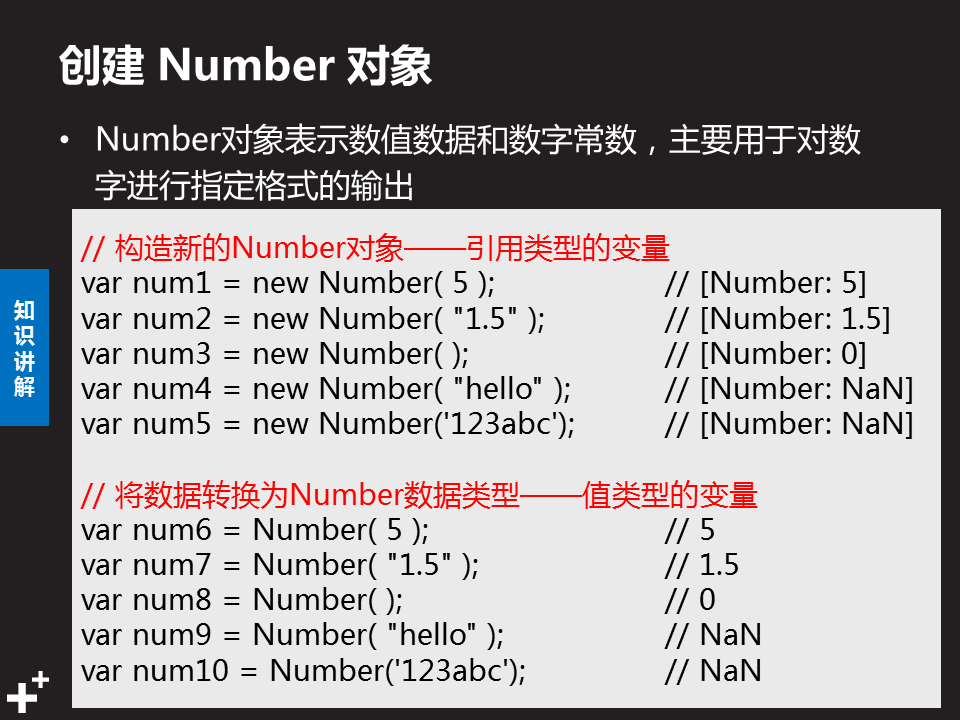 创建 Number 对象
• Number对象表示数值数据和数字常数，主要用于对数
字进行指定格式的输出
知识讲解
// 构造新的Number对象——引用类型的变量
var num1 = new Number( 5 ); // [Number: 5]
var num2 = new Number( "1.5" ); // [Number: 1.5]
var num3 = new Number( ); // [Number: 0]
var num4 = new Number( "hello" ); // [Number: NaN]
var num5 = new Number('123abc'); // [Number: NaN]
// 将数据转换为Number数据类型——值类型的变量
var num6 = Number( 5 ); // 5
var num7 = Number( "1.5" ); // 1.5
var num8 = Number( ); // 0
var num9 = Number( "hello" ); // NaN
var num10 = Number('123abc'); // NaN